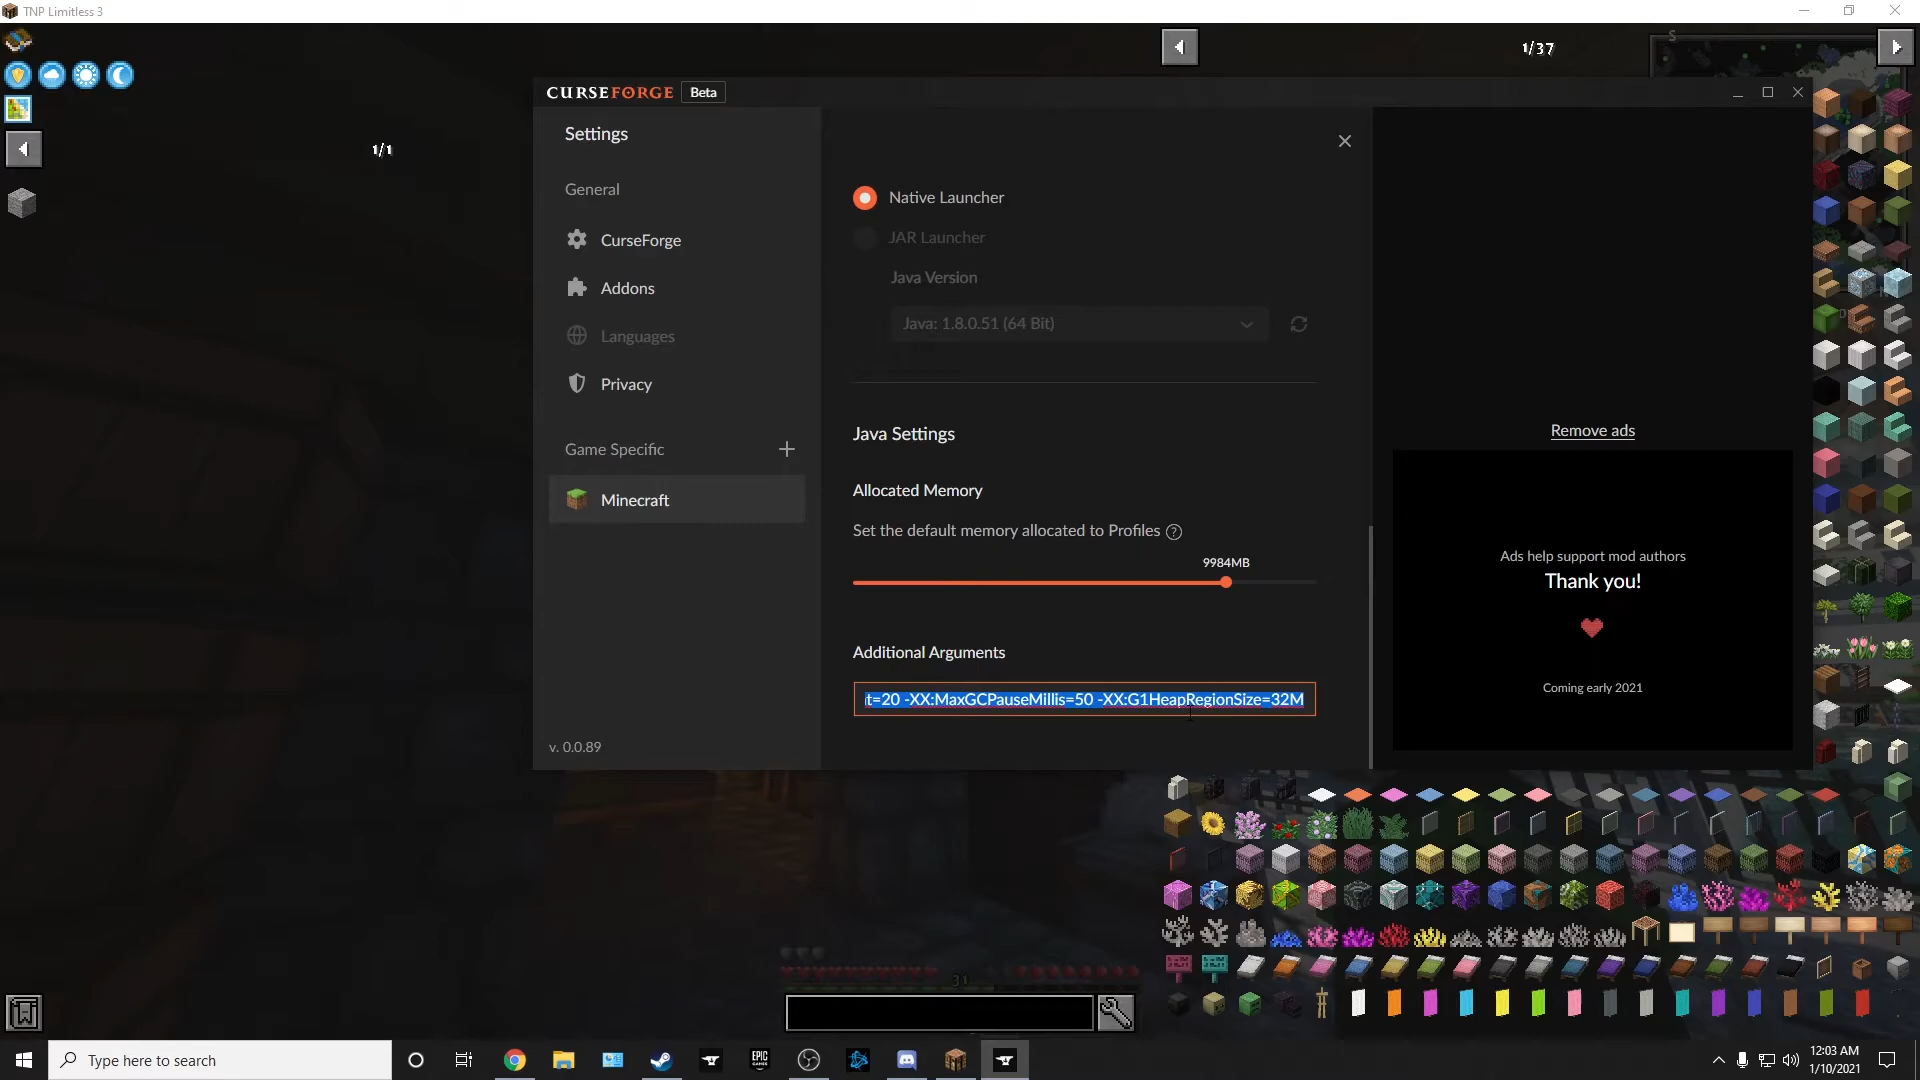 TNP Limitless 3
1/37
S
CURSEFORGE Beta
Settings
1/1
General
Native Launcher
JAR Launcher
CurseForge
Java Version
Addons
Java: 1.8.0.51 (64 Bit)
Languages
Privacy
Java Settings
Remove ads
Game Specific
Allocated Memory
Minecraft
Set the default memory allocated to Profiles ?
9984MB
Ads help support mod authors
Thank you!
Additional Arguments
Coming early 2021
t=20 -XX:MaxGCPauseMillis=50 -XX:G1HeapRegionSize=32M
v. 0.0.89
31
Type here to search
EPIC GAMES
12:03 AM
1/10/2021